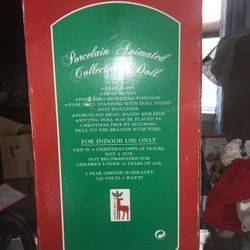 Porcelain Animated
Collector's Doll
• ARMS MOVE
• HEAD MOVES
• POSE DOLL IN SITTING POSITION
• POSE DOLL STANDING WITH DOLL STAND
(NOT INCLUDED)
• PORCELAIN HEAD, HANDS AND LEGS
• SITTING DOLL MAY BE PLACED IN
CHRISTMAS TREE BY SECURING
DOLL TO THE BRANCH WITH WIRE.
FOR INDOOR USE ONLY
THIS IS A CHRISTMAS DISPLAY FIGURE,
NOT A TOY
NOT RECOMMENDED FOR
CHILDREN UNDER 12 YEARS OF AGE
1 YEAR LIMITED WARRANTY
120 VOLTS 3 WATTS